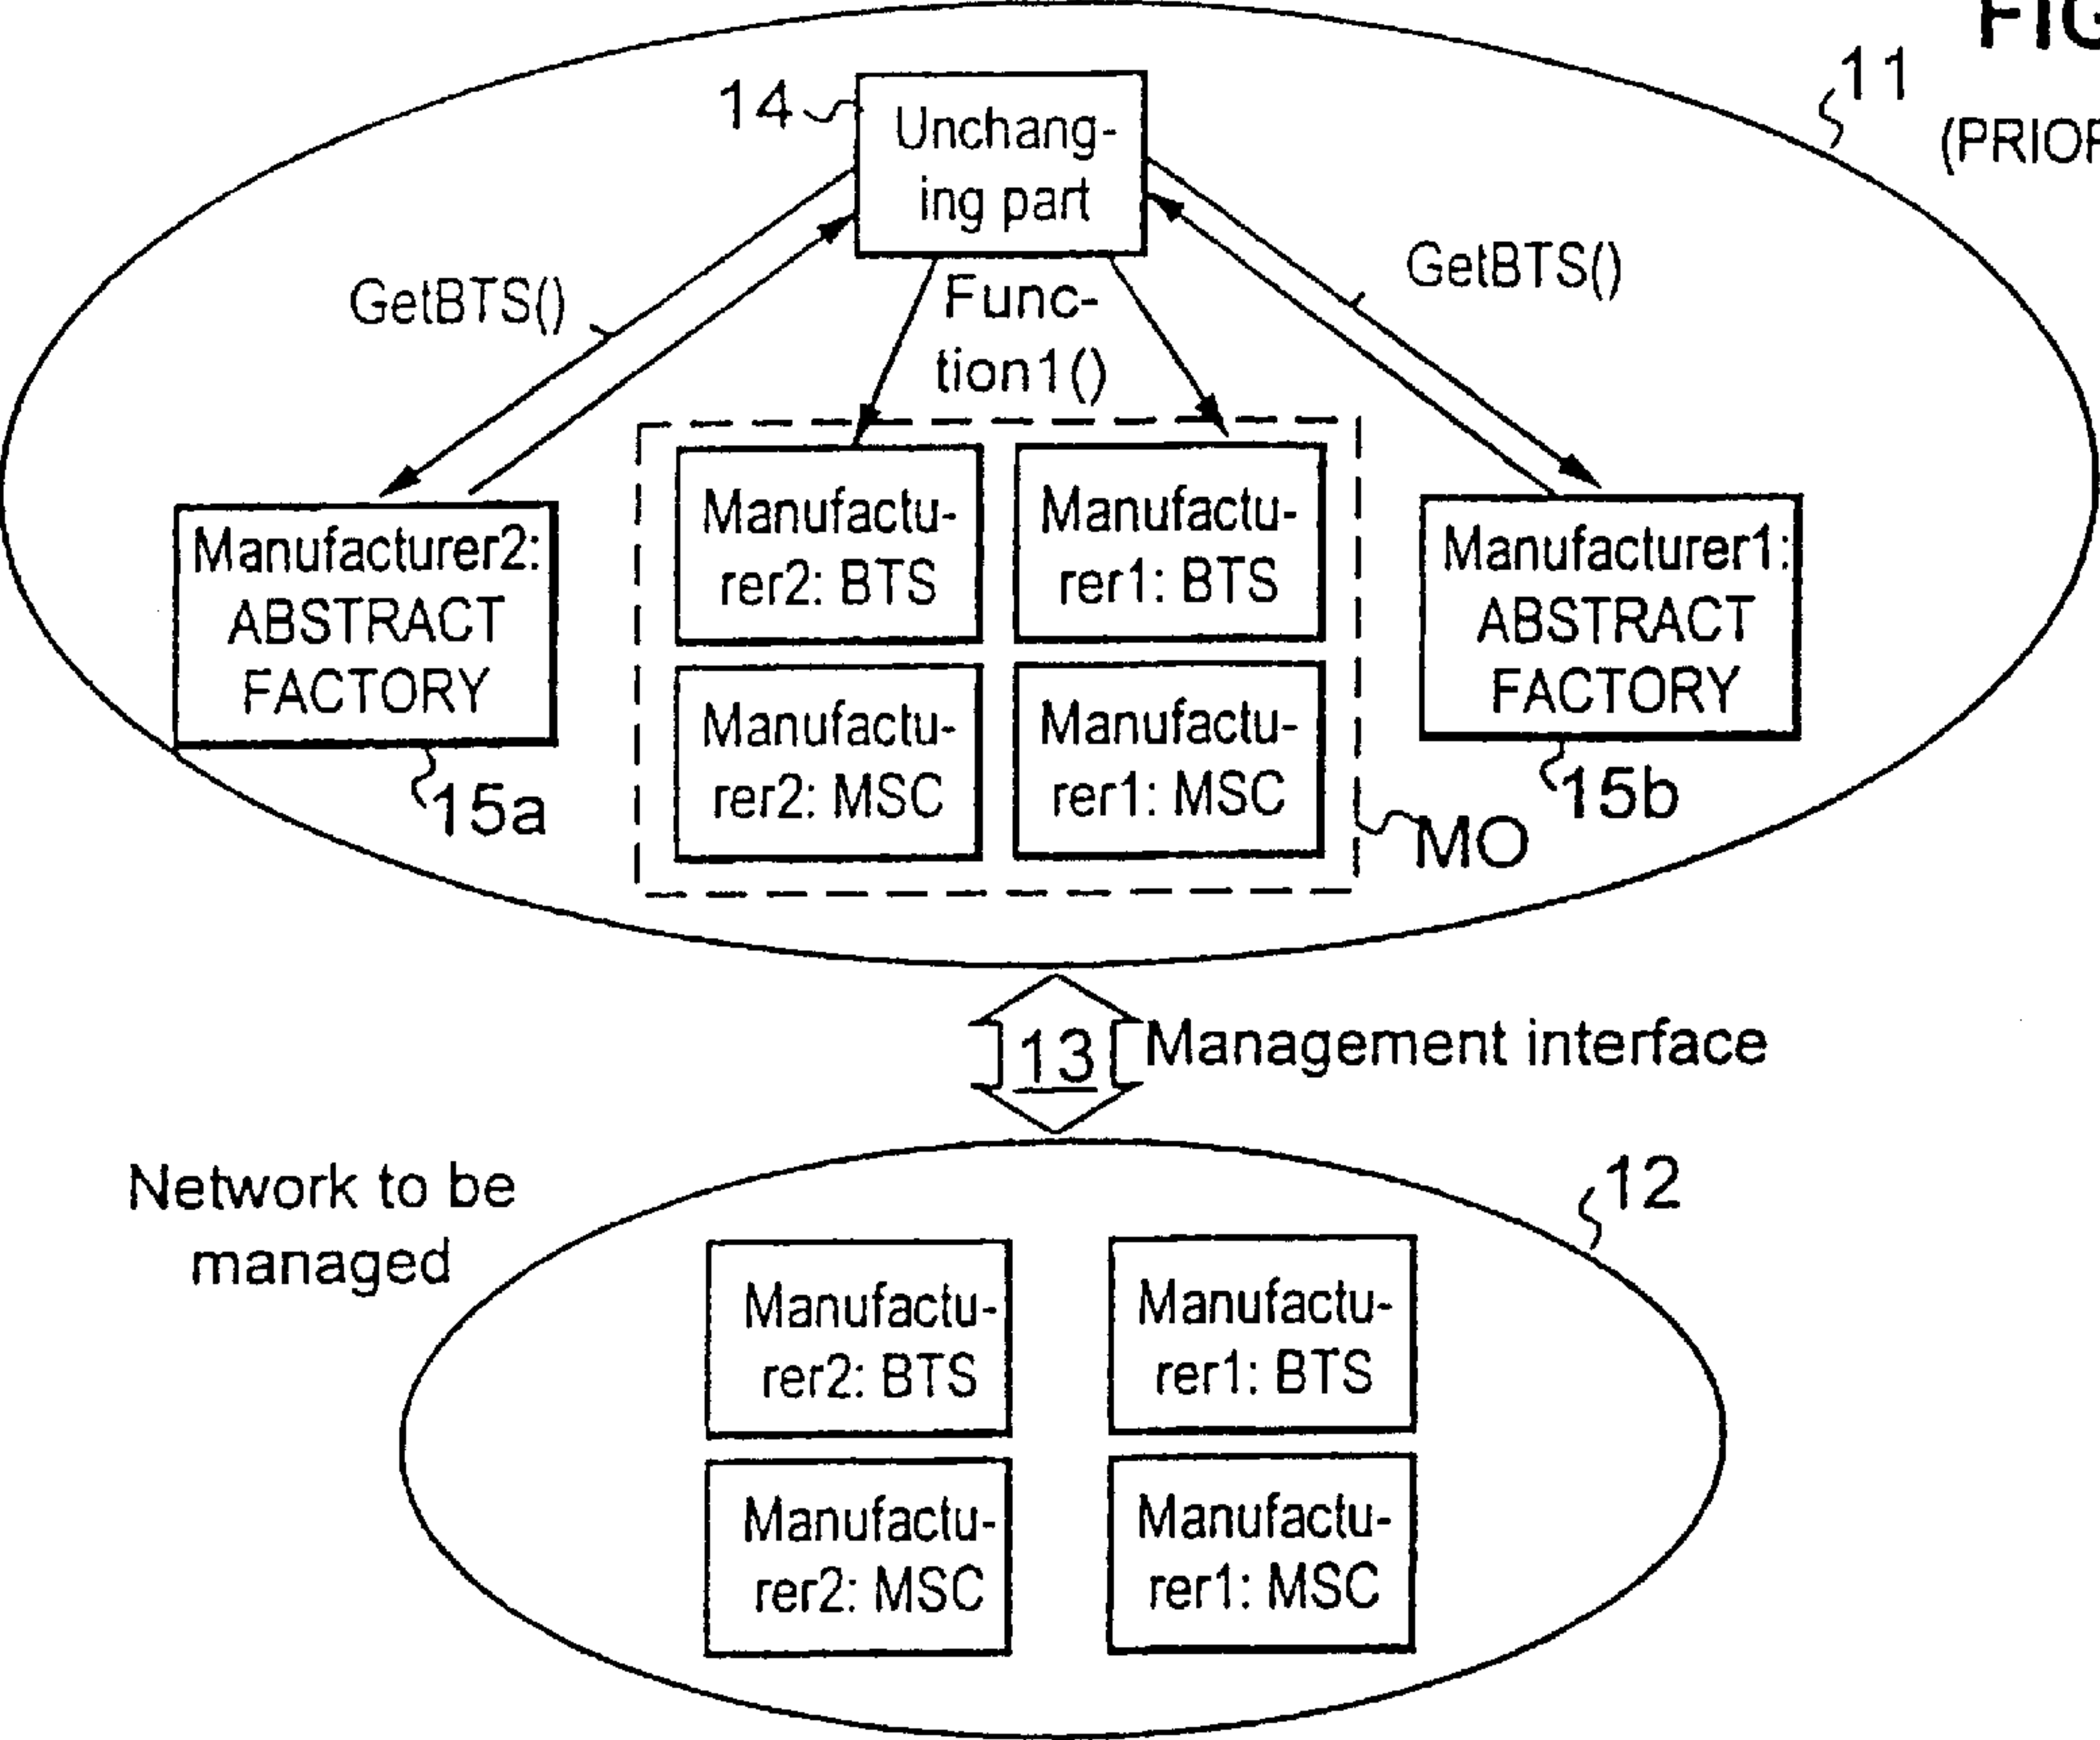 11
14
Unchang-
ing part
GetBTS()
GetBTS()
Func-
tion1()
Manufacturer2:
ABSTRACT
FACTORY
Manufactu-
rer2: BTS
Manufactu-
rer1: BTS
Manufactu-
rer2: MSC
Manufactu-
rer1: MSC
Manufacturer1:
ABSTRACT
FACTORY
15a
15b
MO
13
Management interface
Network to be
managed
12
Manufactu-
rer2: BTS
Manufactu-
rer1: BTS
Manufactu-
rer2: MSC
Manufactu-
rer1: MSC